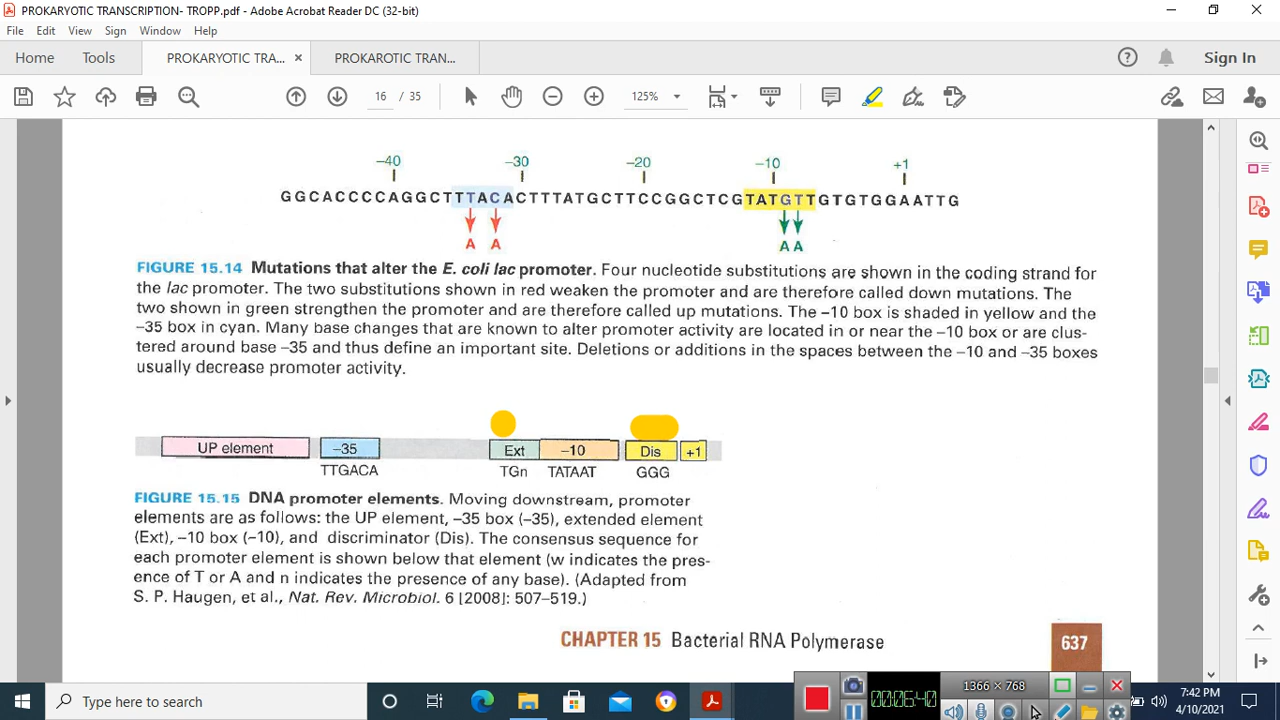 PROKARYOTIC TRANSCRIPTION- TROPP.pdf - Adobe Acrobat Reader DC (32-bit)
File Edit View Sign Window Help
Home Tools PROKARYOTIC TRA... × PROKAROTIC TRAN... Sign In
16 / 35 125%
–40 –30 –20 –10 +1
GGCACCCCAGGCTTTACACTTTATGCTTCCGGCTCGTATGTTGTGTGGAATTG
A A A A
FIGURE 15.14 Mutations that alter the E. coli lac promoter. Four nucleotide substitutions are shown in the coding strand for
the lac promoter. The two substitutions shown in red weaken the promoter and are therefore called down mutations. The
two shown in green strengthen the promoter and are therefore called up mutations. The –10 box is shaded in yellow and the
–35 box in cyan. Many base changes that are known to alter promoter activity are located in or near the –10 box or are clus-
tered around base –35 and thus define an important site. Deletions or additions in the spaces between the –10 and –35 boxes
usually decrease promoter activity.
UP element –35 Ext –10 Dis +1
TTGACA TGn TATAAT GGG
FIGURE 15.15 DNA promoter elements. Moving downstream, promoter
elements are as follows: the UP element, –35 box (–35), extended element
(Ext), –10 box (–10), and discriminator (Dis). The consensus sequence for
each promoter element is shown below that element (w indicates the pres-
ence of T or A and n indicates the presence of any base). (Adapted from
S. P. Haugen, et al., Nat. Rev. Microbiol. 6 [2008]: 507–519.)
CHAPTER 15 Bacterial RNA Polymerase 637
00:06:40 1366 × 768
Type here to search 7:42 PM
4/10/2021